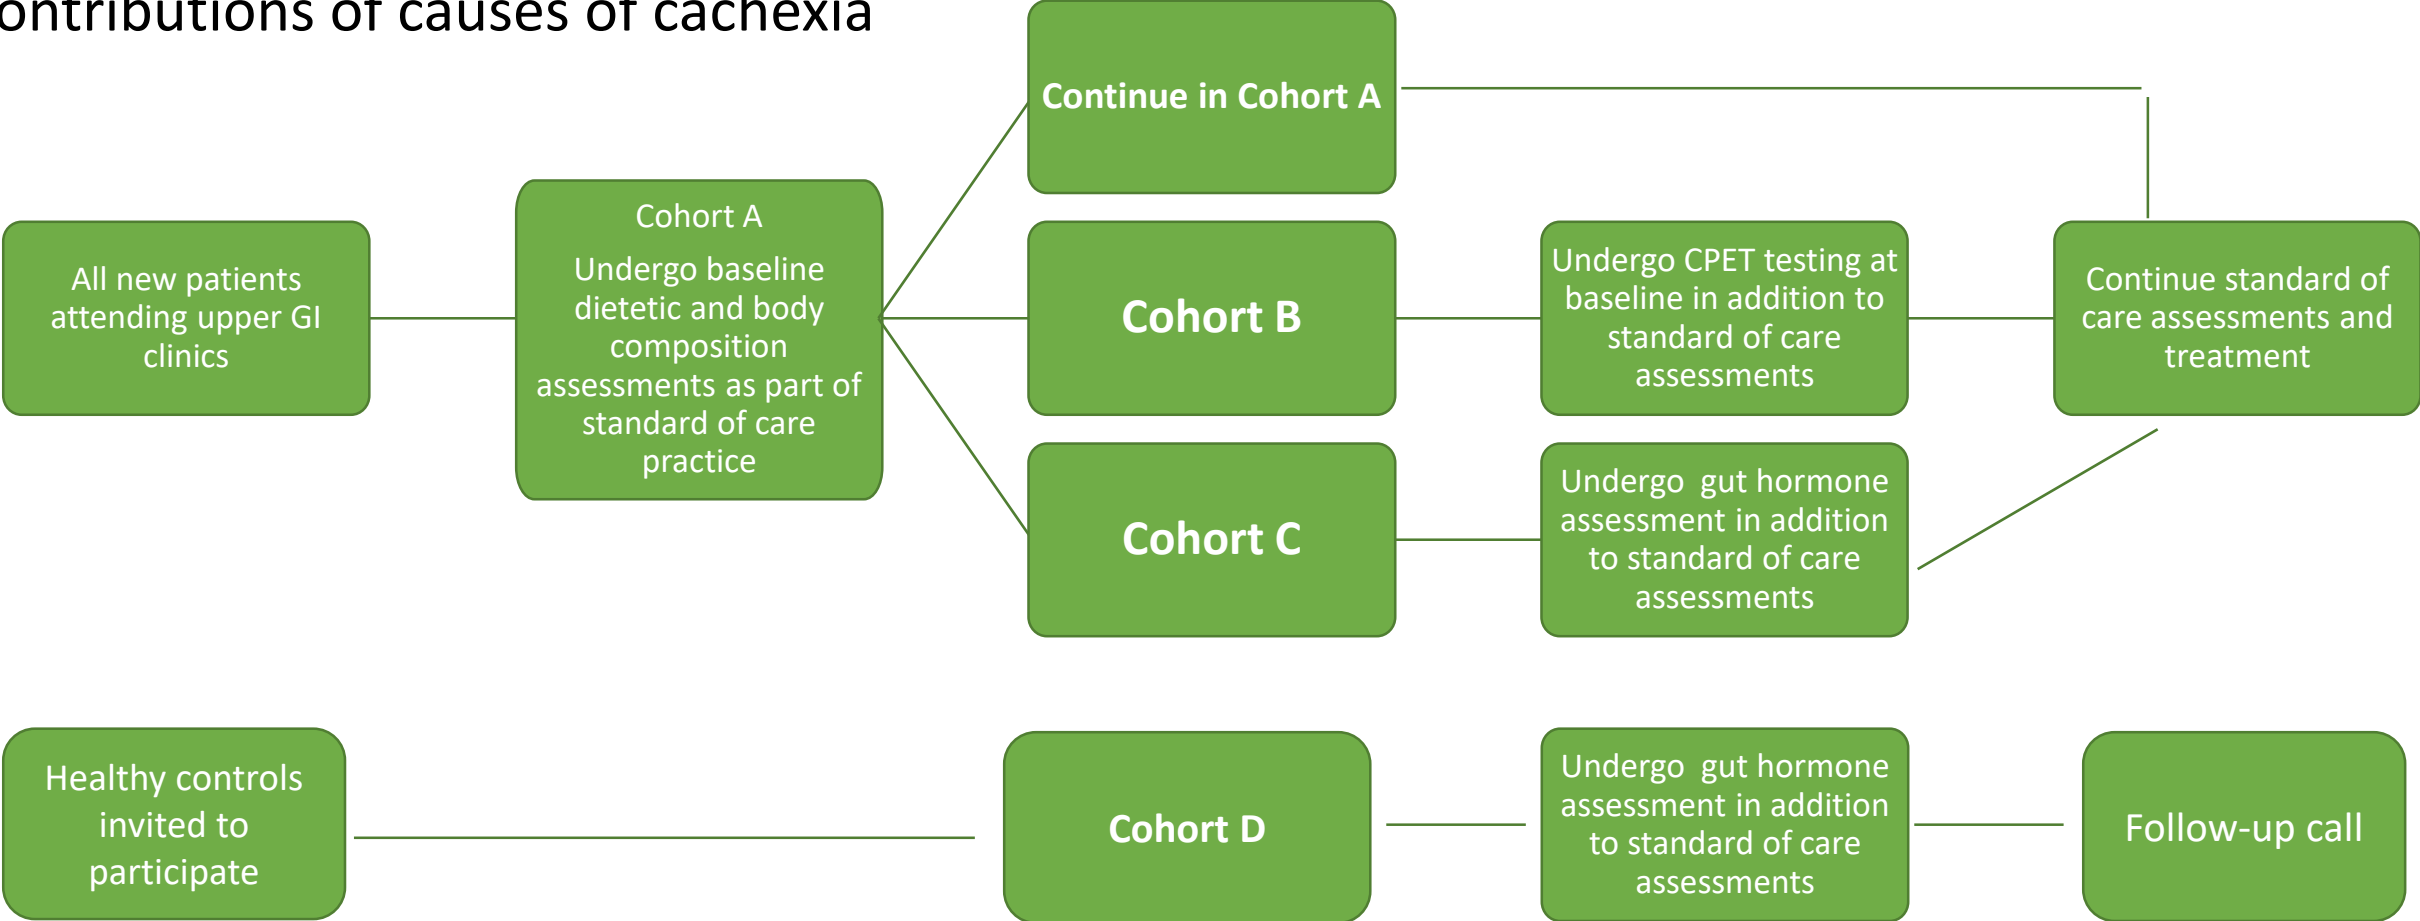 ontributions of causes of cachexia
All new patients
attending upper GI
clinics
Cohort A
Undergo baseline
dietetic and body
composition
assessments as part of
standard of care
practice
Continue in Cohort A
Cohort B
Undergo CPET testing at
baseline in addition to
standard of care
assessments
Continue standard of
care assessments and
treatment
Cohort C
Undergo  gut hormone
assessment in addition
to standard of care
assessments
Healthy controls
invited to
participate
Cohort D
Undergo  gut hormone
assessment in addition
to standard of care
assessments
Follow-up call